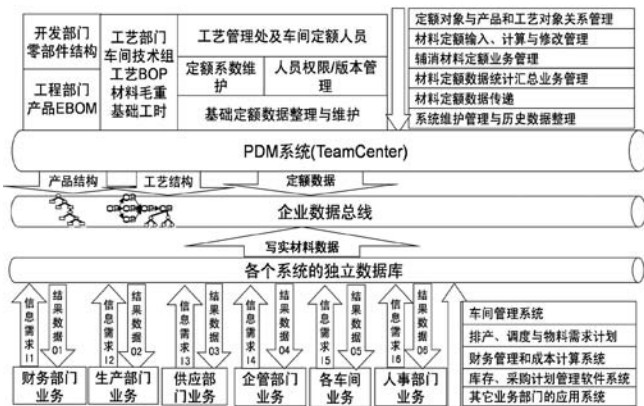 开发部门
零部件结构
工程部门
产品EBOM
工艺部门
车间技术组
工艺BOP
材料毛重
基础工时
工艺管理处及车间定额人员
定额系数维
护
人员权限/版本管
理
基础定额数据整理与维护
定额对象与产品和工艺对象关系管理
材料定额输入、计算与修改管理
辅消材料定额业务管理
材料定额数据统计汇总业务管理
材料定额数据传递
系统维护管理与历史数据整理
PDM系统(TeamCenter)
产品结构
工艺结构
定额数据
企业数据总线
写实材料数据
各个系统的独立数据库
信息需求I1
结果数据01
信息需求I2
结果数据02
信息需求I3
结果数据03
信息需求I4
结果数据04
信息需求I5
结果数据05
信息需求I6
结果数据06
财务部门
业务
生产部门
业务
供应部
门业务
企管部门
业务
各车间
业务
人事部门
业务
车间管理系统
排产、调度与物料需求计划
财务管理和成本计算系统
库存、采购计划管理软件系统
其它业务部门的应用系统